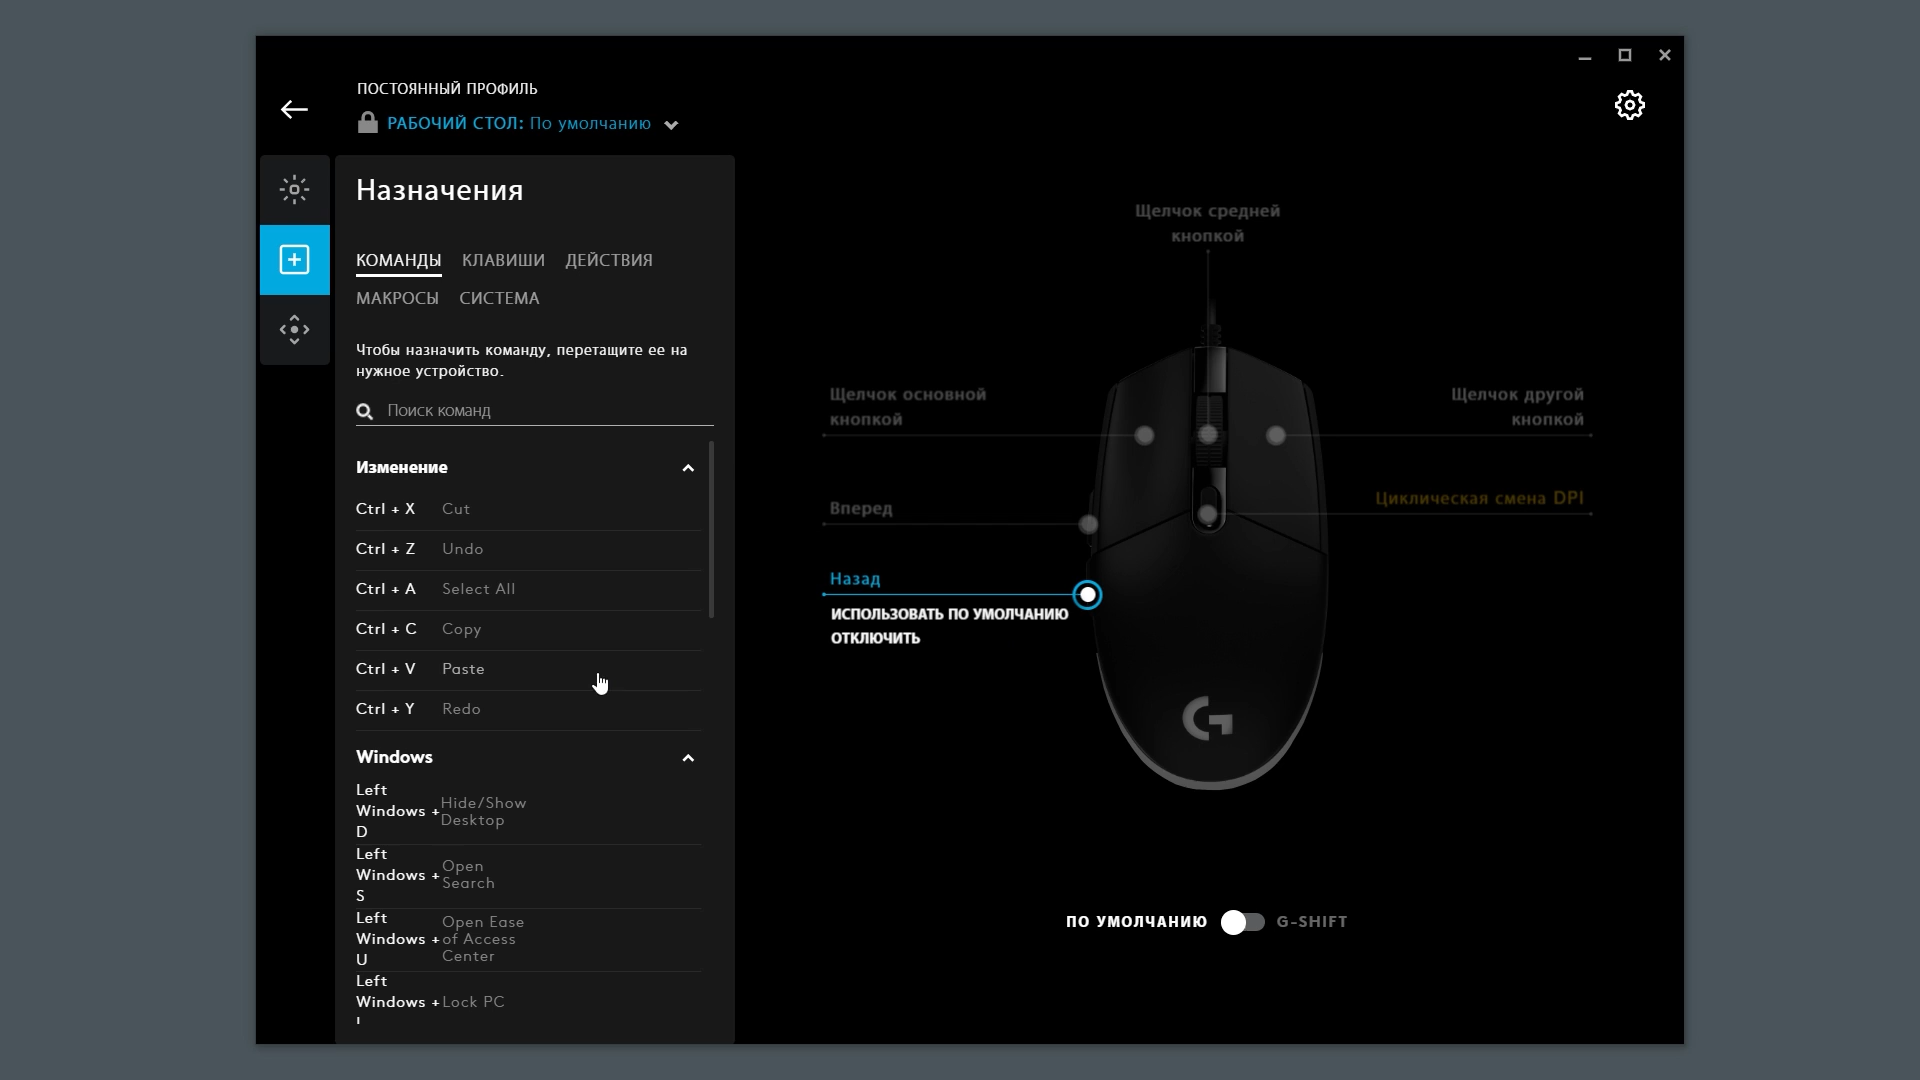 ПОСТОЯННЫЙ ПРОФИЛЬ
РАБОЧИЙ СТОЛ: По умолчанию
Назначения
КОМАНДЫ КЛАВИШИ ДЕЙСТВИЯ
МАКРОСЫ СИСТЕМА
Чтобы назначить команду, перетащите ее на
нужное устройство.
Поиск команд
Изменение
Ctrl + X Cut
Ctrl + Z Undo
Ctrl + A Select All
Ctrl + C Copy
Ctrl + V Paste
Ctrl + Y Redo
Windows
Left
Windows +
D
Hide/Show
Desktop
Left
Windows +
S
Open
Search
Left
Windows +
U
Open Ease
of Access
Center
Left
Windows +
Lock PC
Щелчок средней
кнопкой
Щелчок основной
кнопкой
Щелчок другой
кнопкой
Вперед
Циклическая смена DPI
Назад
ИСПОЛЬЗОВАТЬ ПО УМОЛЧАНИЮ
ОТКЛЮЧИТЬ
G
ПО УМОЛЧАНИЮ G-SHIFT